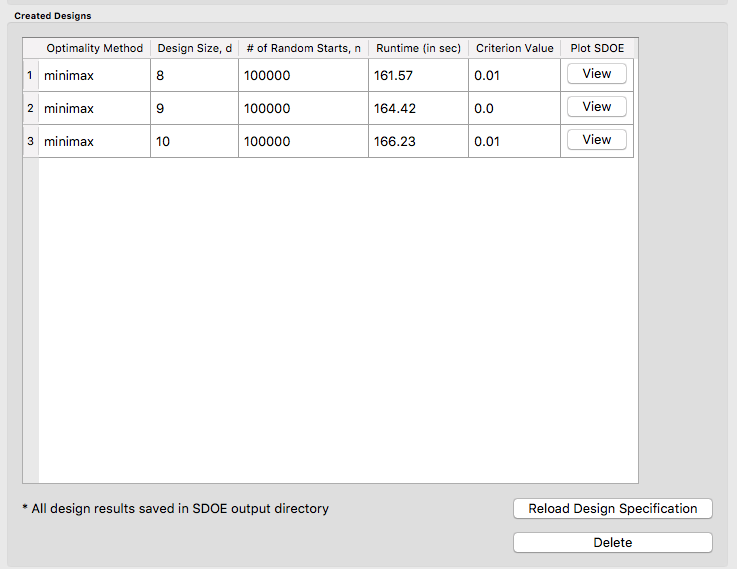 Created Designs
Optimality Method Design Size, d # of Random Starts, n Runtime (in sec) Criterion Value Plot SDOE
1 minimax 8 100000 161.57 0.01 View
2 minimax 9 100000 164.42 0.0 View
3 minimax 10 100000 166.23 0.01 View
* All design results saved in SDOE output directory Reload Design Specification
Delete